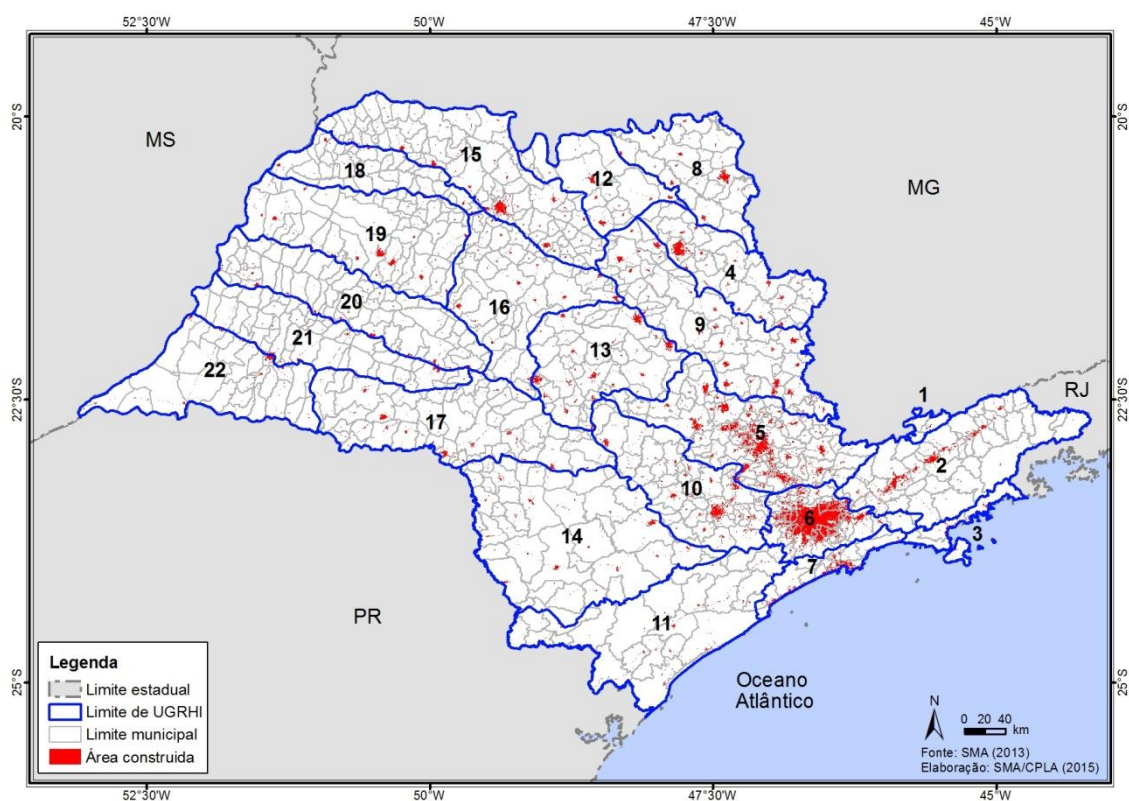 52°30'W 50°W 47°30'W 45°W
20°S
20°S
MS
15
18
12
8
MG
19
4
20
16
9
21
13
22
22°30'S
22°30'S
1
RJ
17
5
2
10
6
3
14
7
PR
11
25°S
25°S
Oceano
Atlântico
Legenda
Limite estadual
Limite de UGRHI
Limite municipal
Área construida
N
0 20 40
km
Fonte: SMA (2013)
Elaboração: SMA/CPLA (2015)
52°30'W 50°W 47°30'W 45°W